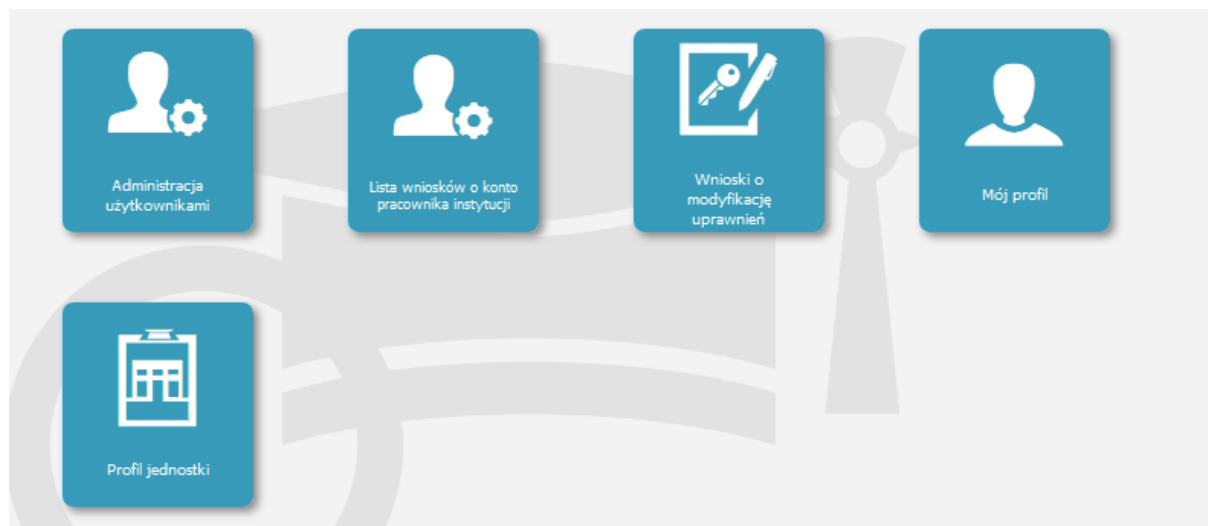 Administracja
użytkownikami
Lista wniosków o konto
pracownika instytucji
Wnioski o
modyfikację
uprawnień
Mój profil
Profil jednostki